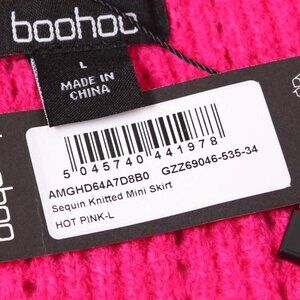 boohoo
L
MADE IN
CHINA
5 045740 441978
AMGHD64A7D8B0 GZZ69046-535-34
Sequin Knitted Mini Skirt
HOT PINK-L